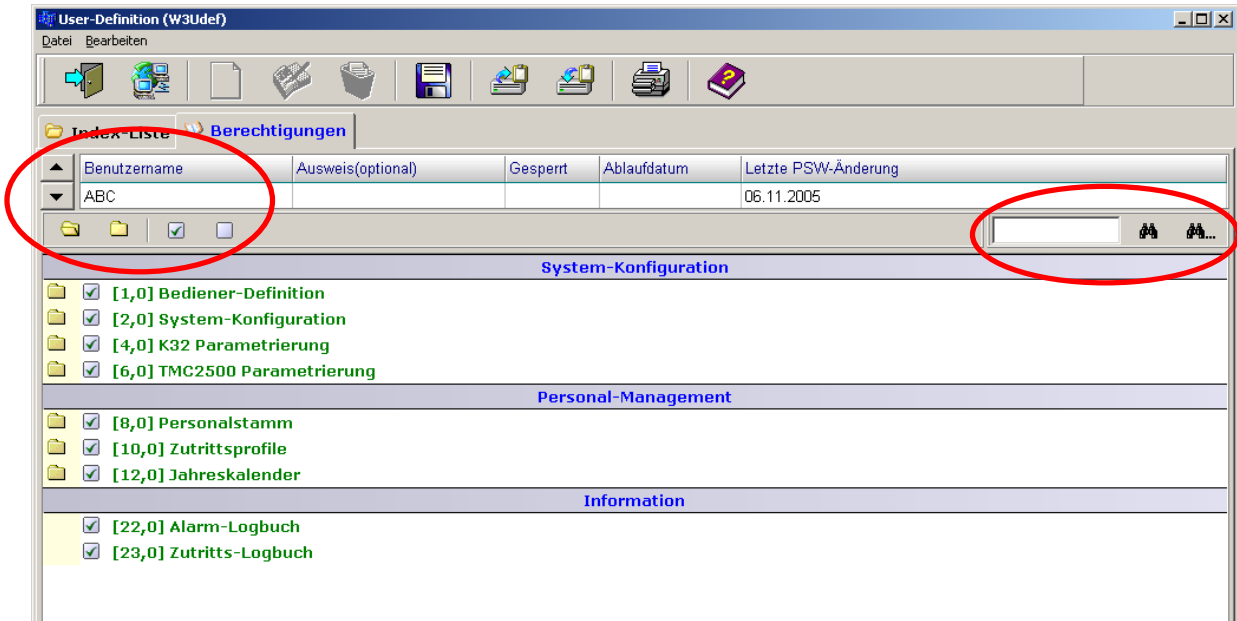 User-Definition (W3Udef)
Datei Bearbeiten
Index-Liste Berechtigungen
Benutzername Ausweis(optional) Gesperrt Ablaufdatum Letzte PSW-Änderung
ABC 06.11.2005
System-Konfiguration
[1,0] Bediener-Definition
[2,0] System-Konfiguration
[4,0] K32 Parametrierung
[6,0] TMC2500 Parametrierung
Personal-Management
[8,0] Personalstamm
[10,0] Zutrittsprofile
[12,0] Jahreskalender
Information
[22,0] Alarm-Logbuch
[23,0] Zutritts-Logbuch